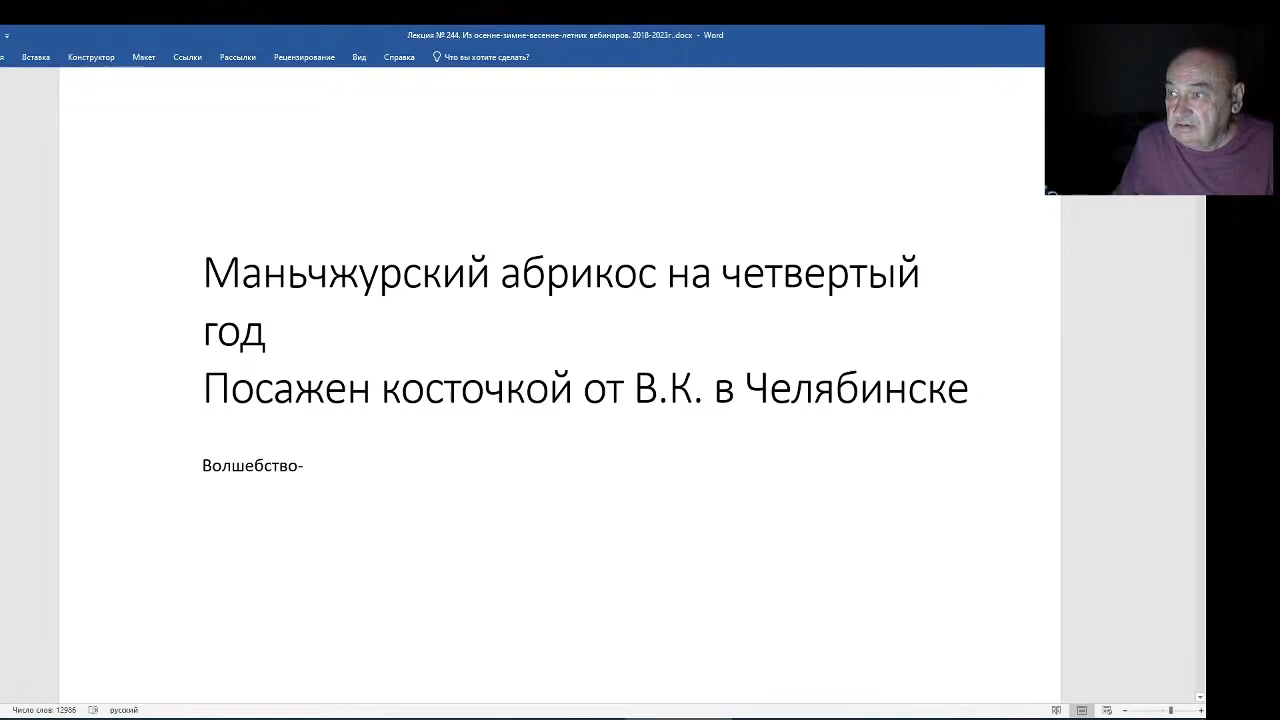 Лекция № 244. Из осенне-зимне-весенне-летних вебинаров. 2018-2023г..docx - Word
Вставка Конструктор Макет Ссылки Рассылки Рецензирование Вид Справка Что вы хотите сделать?
Маньчжурский абрикос на четвертый
год
Посажен косточкой от В.К. в Челябинске
Волшебство-
Число слов: 12986 русский